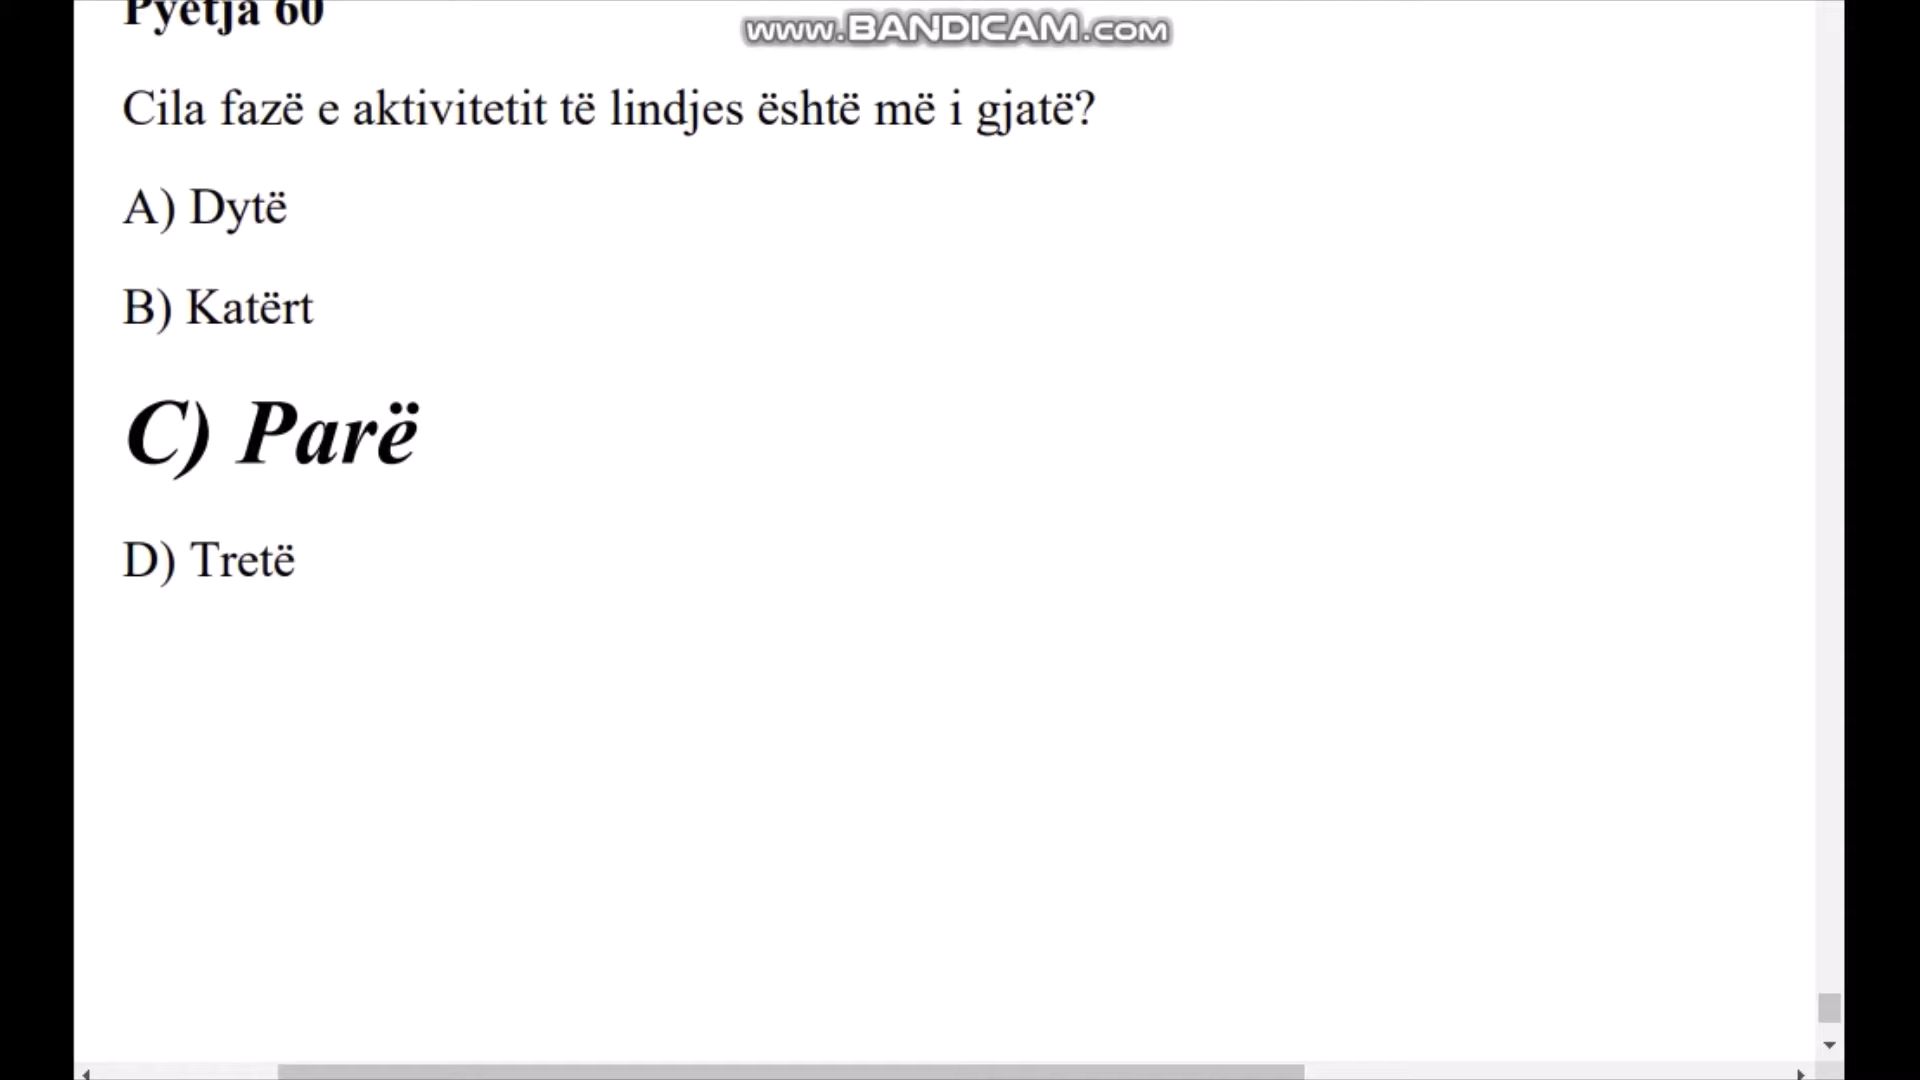 Pyetja 60
www.BANDICAM.COM
Cila fazë e aktivitetit të lindjes është më i gjatë?
A) Dytë
B) Katërt
C) Parë
D) Tretë